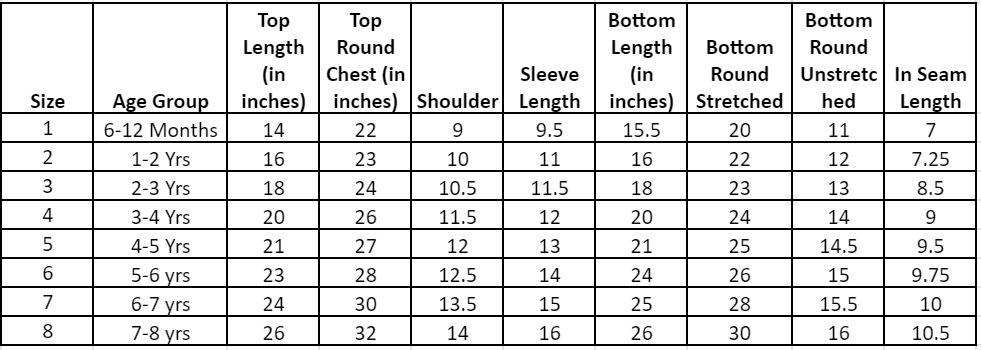 Size Age Group Top Length (in inches) Top Round Chest (in inches) Shoulder Sleeve Length Bottom Length (in inches) Bottom Round Stretched Bottom Round Unstretc hed In Seam Length
1 6-12 Months 14 22 9 9.5 15.5 20 11 7
2 1-2 Yrs 16 23 10 11 16 22 12 7.25
3 2-3 Yrs 18 24 10.5 11.5 18 23 13 8.5
4 3-4 Yrs 20 26 11.5 12 20 24 14 9
5 4-5 Yrs 21 27 12 13 21 25 14.5 9.5
6 5-6 yrs 23 28 12.5 14 24 26 15 9.75
7 6-7 yrs 24 30 13.5 15 25 28 15.5 10
8 7-8 yrs 26 32 14 16 26 30 16 10.5